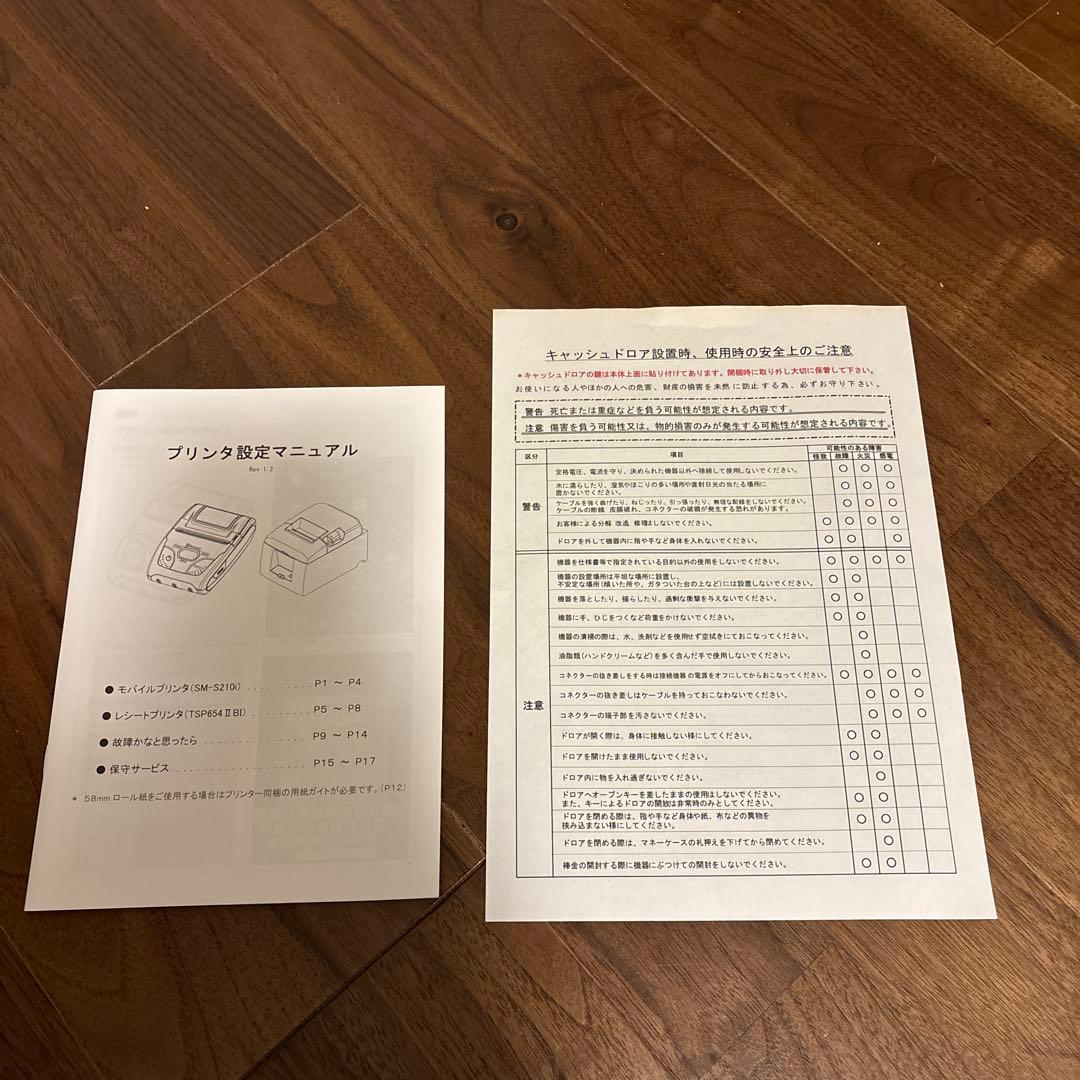 プリンタ設定マニュアル
Rev 1.2
● モバイルプリンタ(SM-S210i) .......... P1 ～ P4
● レシートプリンタ(TSP654ⅡBI) .......... P5 ～ P8
● 故障かなと思ったら ................ P9 ～ P14
● 保守サービス .................... P15 ～ P17
* 58mm ロール紙をご使用する場合はプリンター同梱の用紙ガイドが必要です。(P12)
キャッシュドロア設置時、使用時の安全上のご注意
*キャッシュドロアの鍵は本体上面に貼り付けてあります。開梱時に取り外し大切に保管して下さい。
お使いになる人やほかの人への危害、財産の損害を未然に防止する為、必ずお守り下さい。
警告 死亡または重症などを負う可能性が想定される内容です。
注意 傷害を負う可能性又は、物的損害のみが発生する可能性が想定される内容です。
区分 項目 可能性のある障害
怪我 故障 火災 感電
警告
定格電圧、電流を守り、決められた機器以外へ接続して使用しないでください。 ○ ○ ○
水に濡らしたり、湿気やほこりの多い場所や直射日光の当たる場所に
置かないでください。 ○ ○ ○
ケーブルを強く曲げたり、ねじったり、引っ張ったり、無理な配線をしないでください。
ケーブルの断線、皮膜破れ、コネクターの破損が発生する恐れがあります。 ○ ○ ○
お客様による分解、改造、修理はしないでください。 ○ ○ ○ ○
ドロアを外して機器内に指や手など身体を入れないでください。 ○ ○
注意
機器を仕様書等で指定されている目的以外の使用をしないでください。 ○ ○ ○ ○
機器の設置場所は平坦な場所に設置し、
不安定な場所(傾いた所や、ガタついた台の上など)には設置しないでください。 ○ ○
機器を落としたり、揺らしたり、過剰な衝撃を与えないでください。 ○ ○
機器に手、ひじをつくなど荷重をかけないでください。 ○ ○
機器の清掃の際は、水、洗剤などを使用せず空拭きにておこなってください。 ○
油脂類(ハンドクリームなど)を多く含んだ手で使用しないでください。 ○
コネクターの抜き差しをする時は接続機器の電源をオフにしてからおこなってください。 ○ ○ ○ ○
コネクターの抜き差しはケーブルを持っておこなわないでください。 ○ ○ ○
コネクターの端子部を汚さないでください。 ○ ○ ○
ドロアが開く際は、身体に接触しない様にしてください。 ○ ○
ドロアを開けたまま使用しないでください。 ○ ○
ドロア内に物を入れ過ぎないでください。 ○
ドロアへオープンキーを差したままの使用はしないでください。
また、キーによるドロアの開放は非常時のみとしてください。 ○ ○
ドロアを閉める際は、指や手など身体や紙、布などの異物を
挟み込まない様にしてください。 ○ ○
ドロアを閉める際は、マネーケースの札押えを下げてから閉めてください。 ○
棒金の開封する際に機器にぶつけての開封をしないでください。 ○ ○